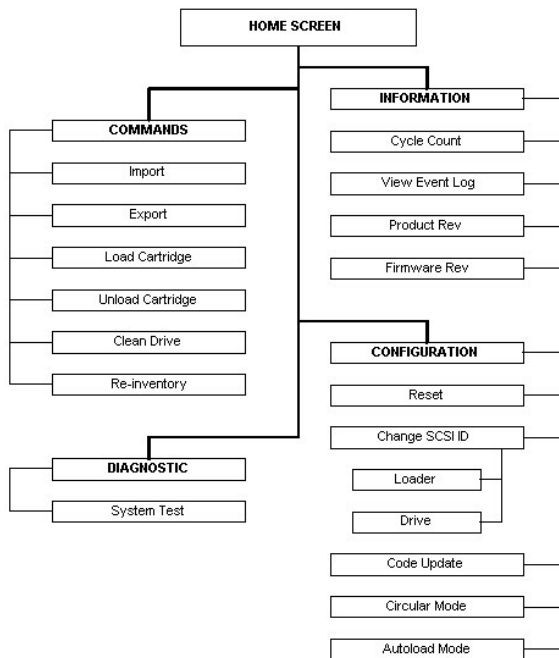 HOME SCREEN
COMMANDS
Import
Export
Load Cartridge
Unload Cartridge
Clean Drive
Re-inventory
DIAGNOSTIC
System Test
INFORMATION
Cycle Count
View Event Log
Product Rev
Firmware Rev
CONFIGURATION
Reset
Change SCSI ID
Loader
Drive
Code Update
Circular Mode
Autoload Mode